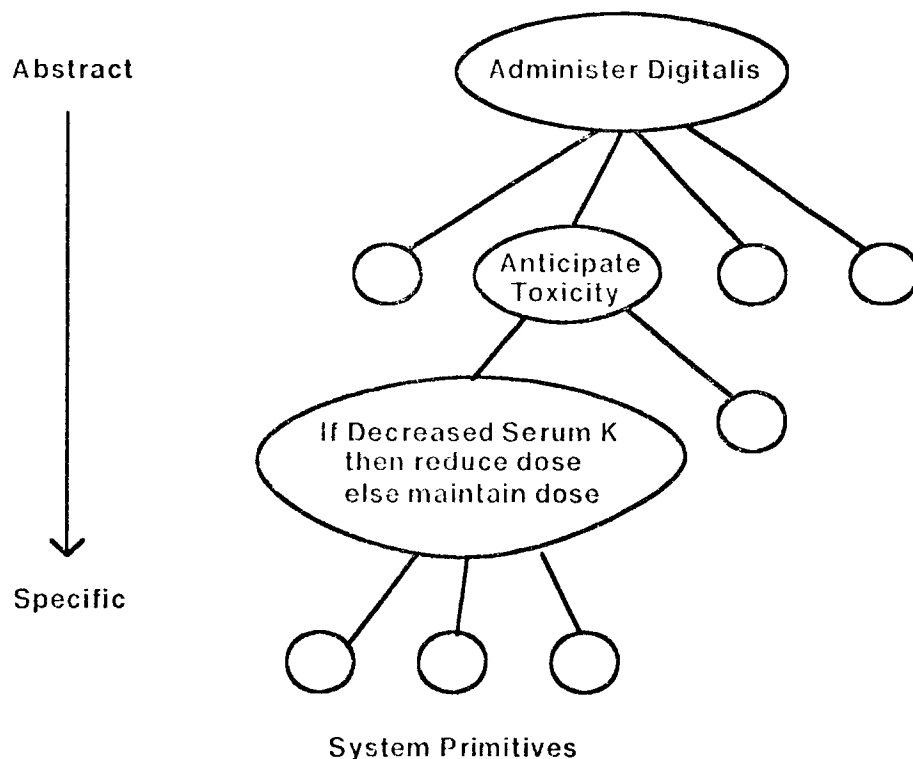 Abstract
Administer Digitalis
Anticipate
Toxicity
If Decreased Serum K
then reduce dose
else maintain dose
Specific
System Primitives